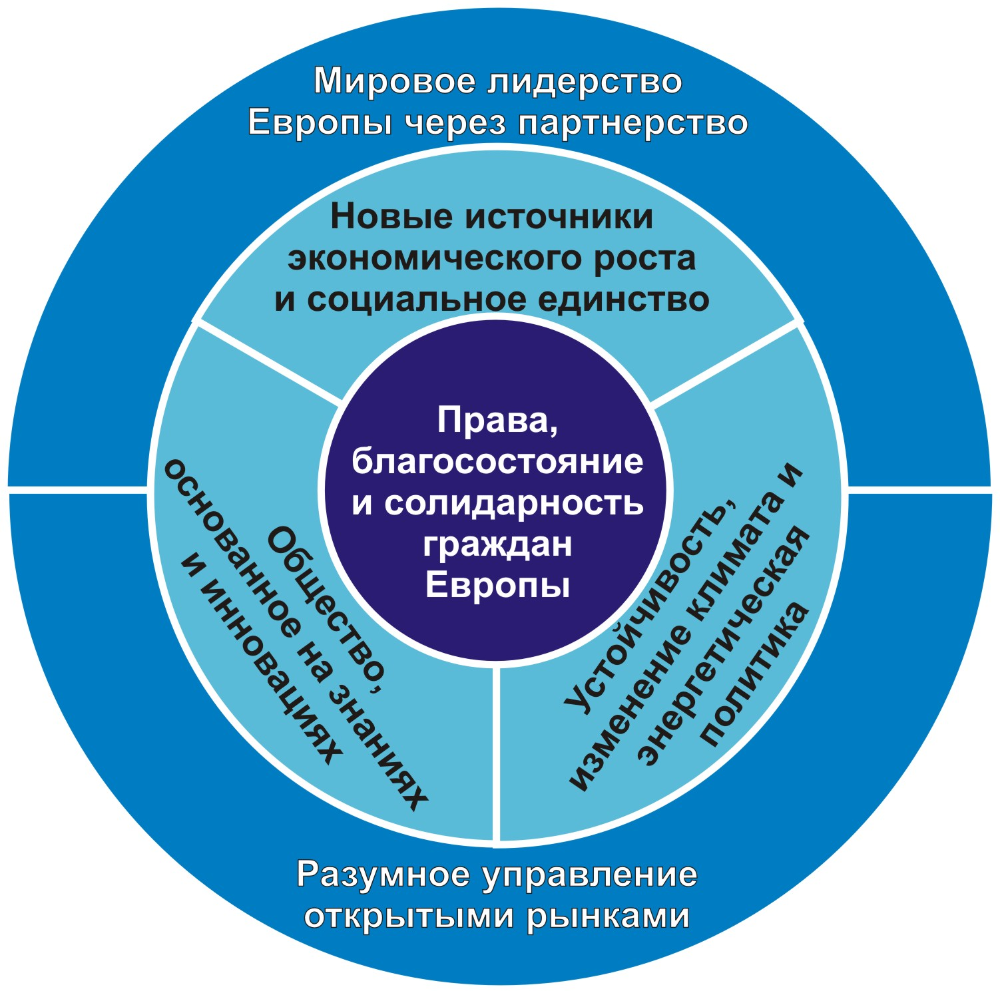 Мировое лидерство
Европы через партнерство
Новые источники
экономического роста
и социальное единство
Права,
благосостояние
и солидарность
граждан
Европы
Общество,
основанное на знаниях
и инновациях
Устойчивость,
изменение климата и
энергетическая
политика
Разумное управление
открытыми рынками